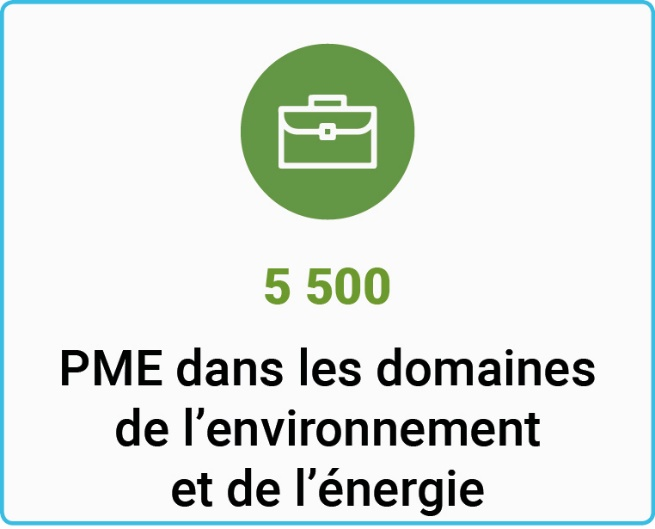 5 500
PME dans les domaines
de l’environnement
et de l’énergie